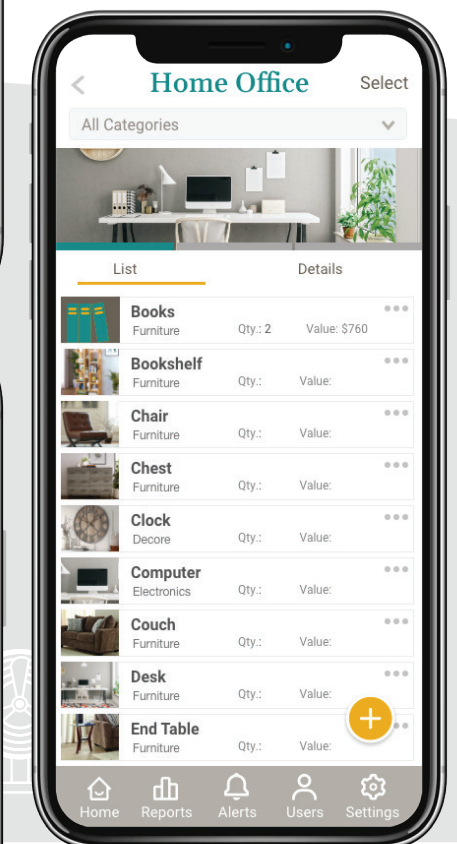 Home Office Select
All Categories
List Details
Books
Furniture Qty.: 2 Value: $760
Bookshelf
Furniture Qty.: Value:
Chair
Furniture Qty.: Value:
Chest
Furniture Qty.: Value:
Clock
Decore Qty.: Value:
Computer
Electronics Qty.: Value:
Couch
Furniture Qty.: Value:
Desk
Furniture Qty.: Value:
End Table
Furniture Qty.: Value:
Home Reports Alerts Users Settings